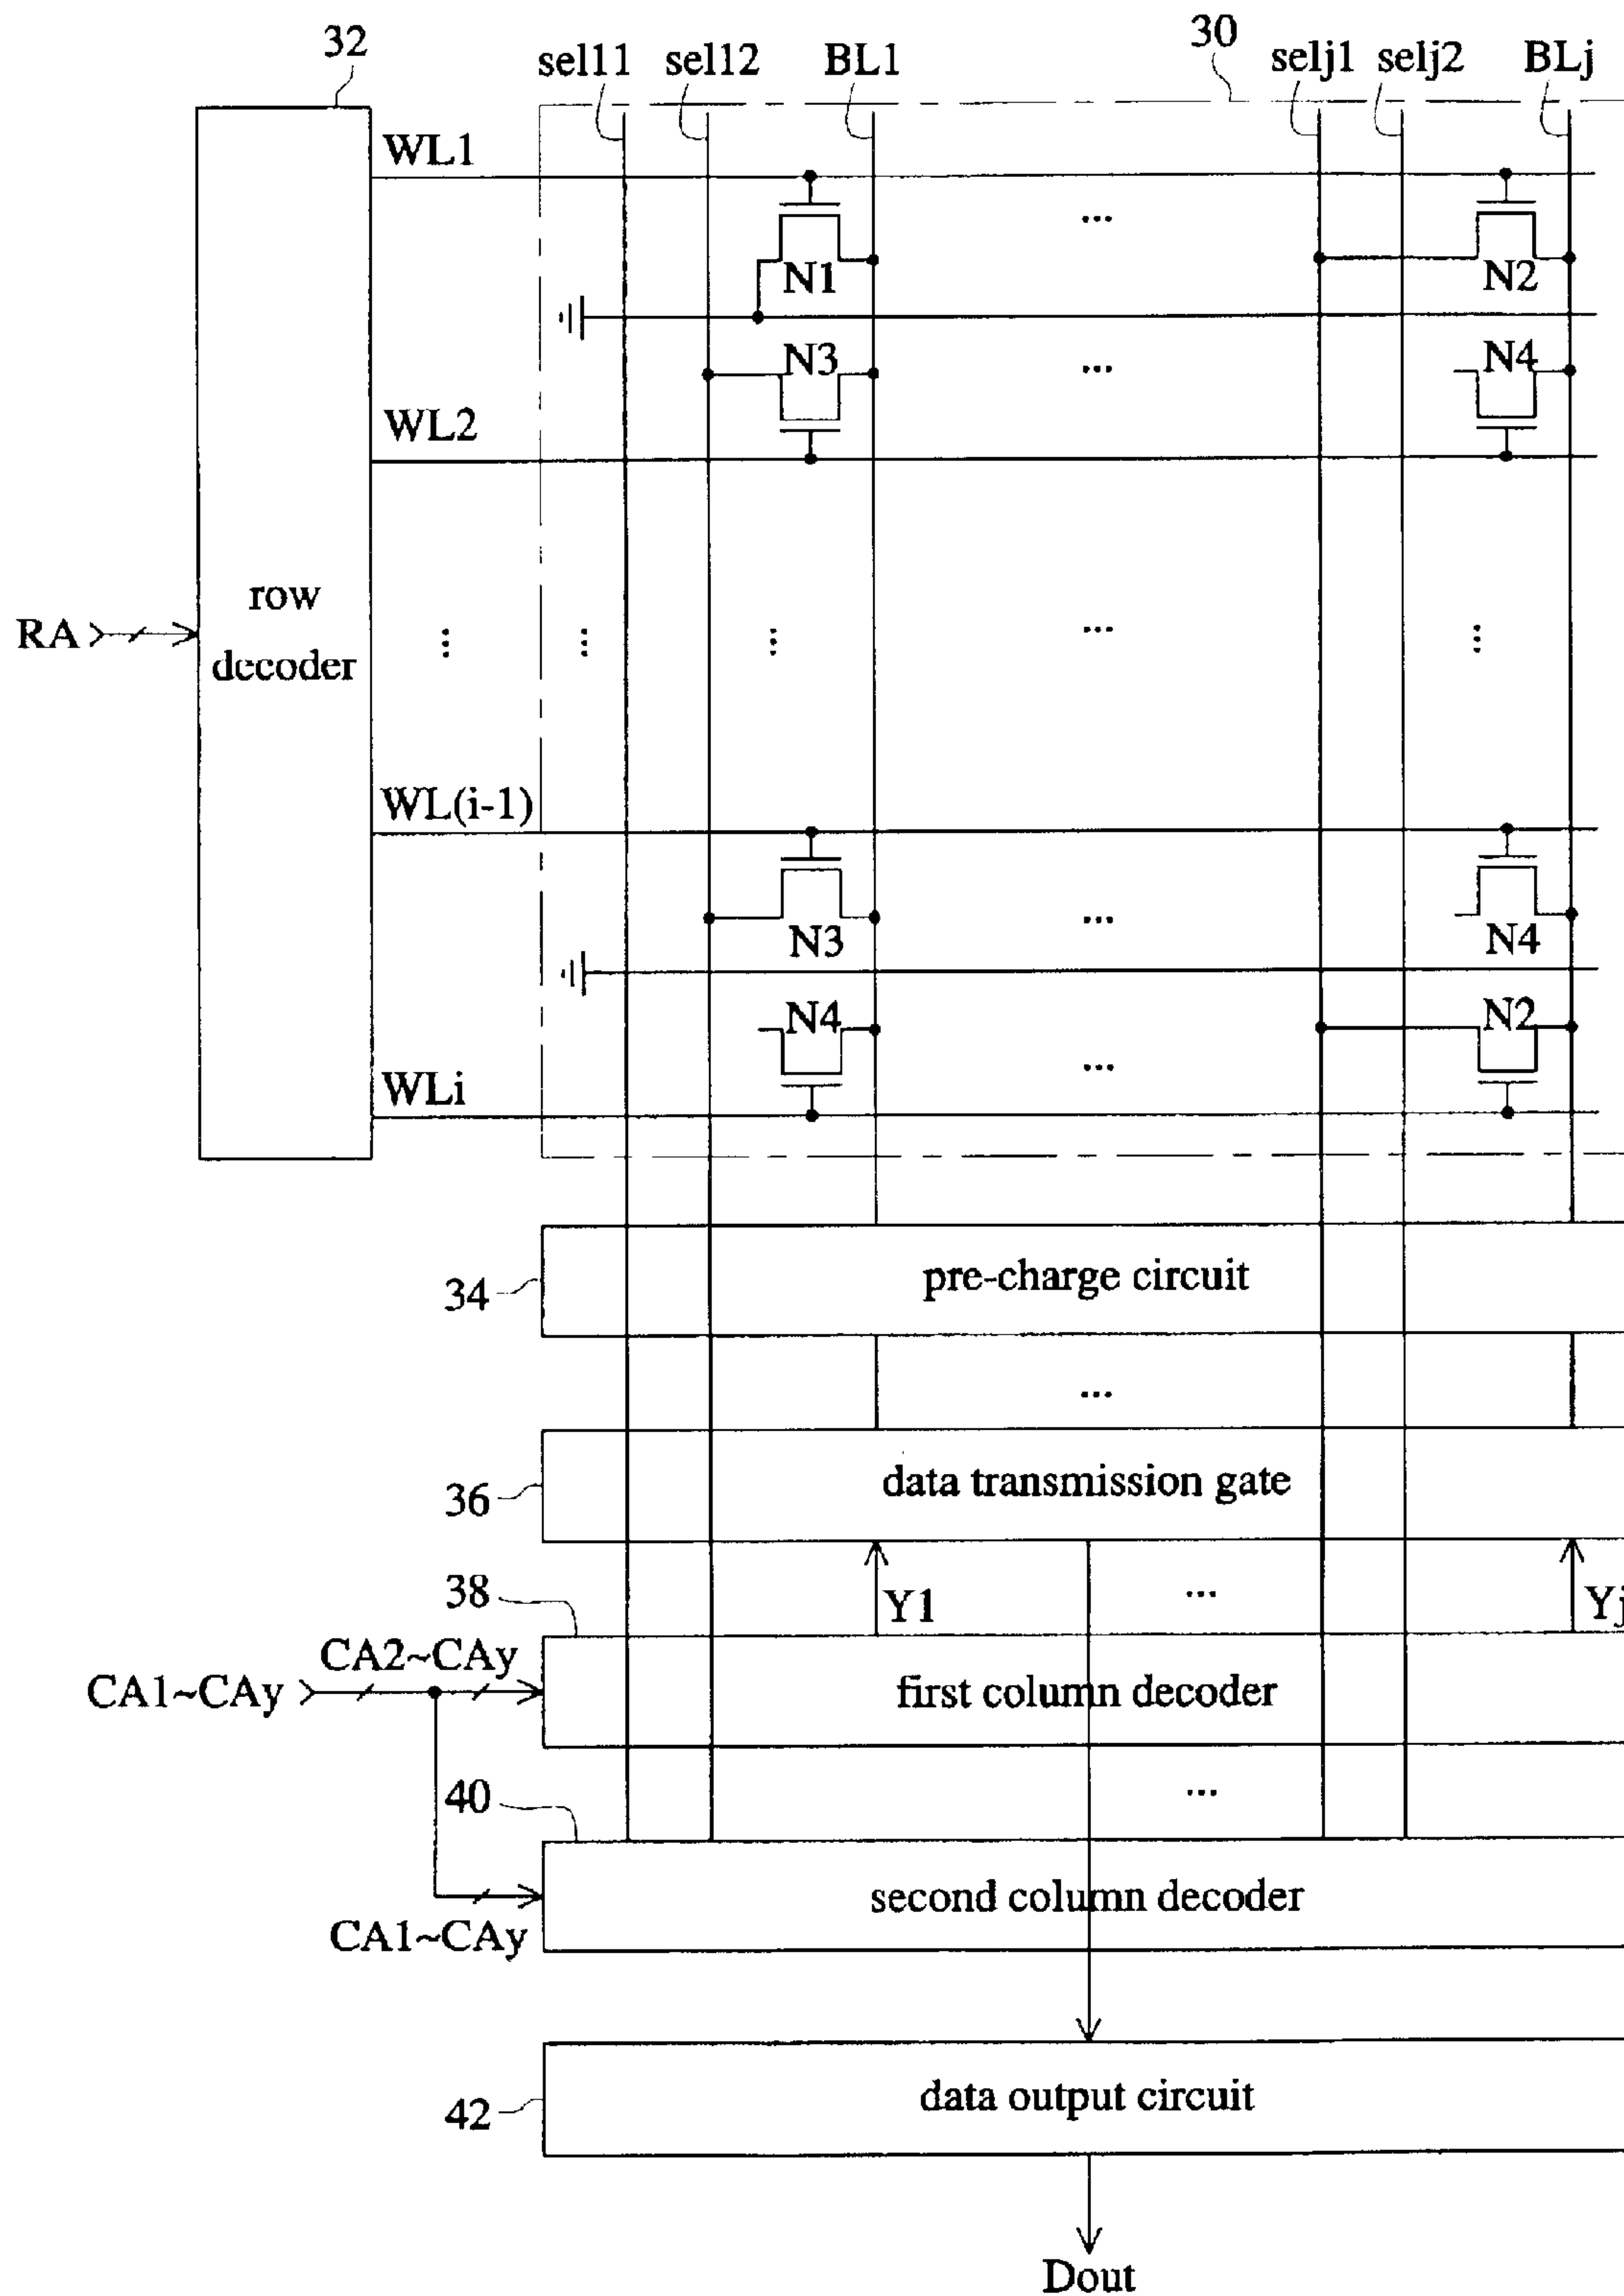 32 sel11 sel12 BL1 30 selj1 selj2 BLj
WL1
N1 ... N2
N3 ... N4
WL2
row
decoder
RA
... ... ... ... ...
WL(i-1)
N3 ... N4
N4 ... N2
WLi
34 pre-charge circuit
...
36 data transmission gate
38 Y1 ... Yj
CA1~CAy CA2~CAy first column decoder
40 ...
second column decoder
CA1~CAy
42 data output circuit
Dout